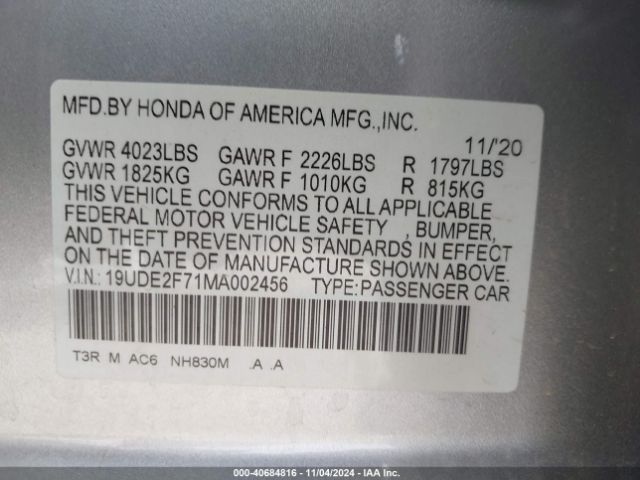 MFD.BY HONDA OF AMERICA MFG.,INC.
11/'20
GVWR 4023LBS GAWR F 2226LBS R 1797LBS
GVWR 1825KG GAWR F 1010KG R 815KG
THIS VEHICLE CONFORMS TO ALL APPLICABLE
FEDERAL MOTOR VEHICLE SAFETY , BUMPER,
AND THEFT PREVENTION STANDARDS IN EFFECT
ON THE DATE OF MANUFACTURE SHOWN ABOVE.
V.I.N.: 19UDE2F71MA002456 TYPE:PASSENGER CAR
T3R M AC6 NH830M .A .A
000-40684816 - 11/04/2024 - IAA Inc.